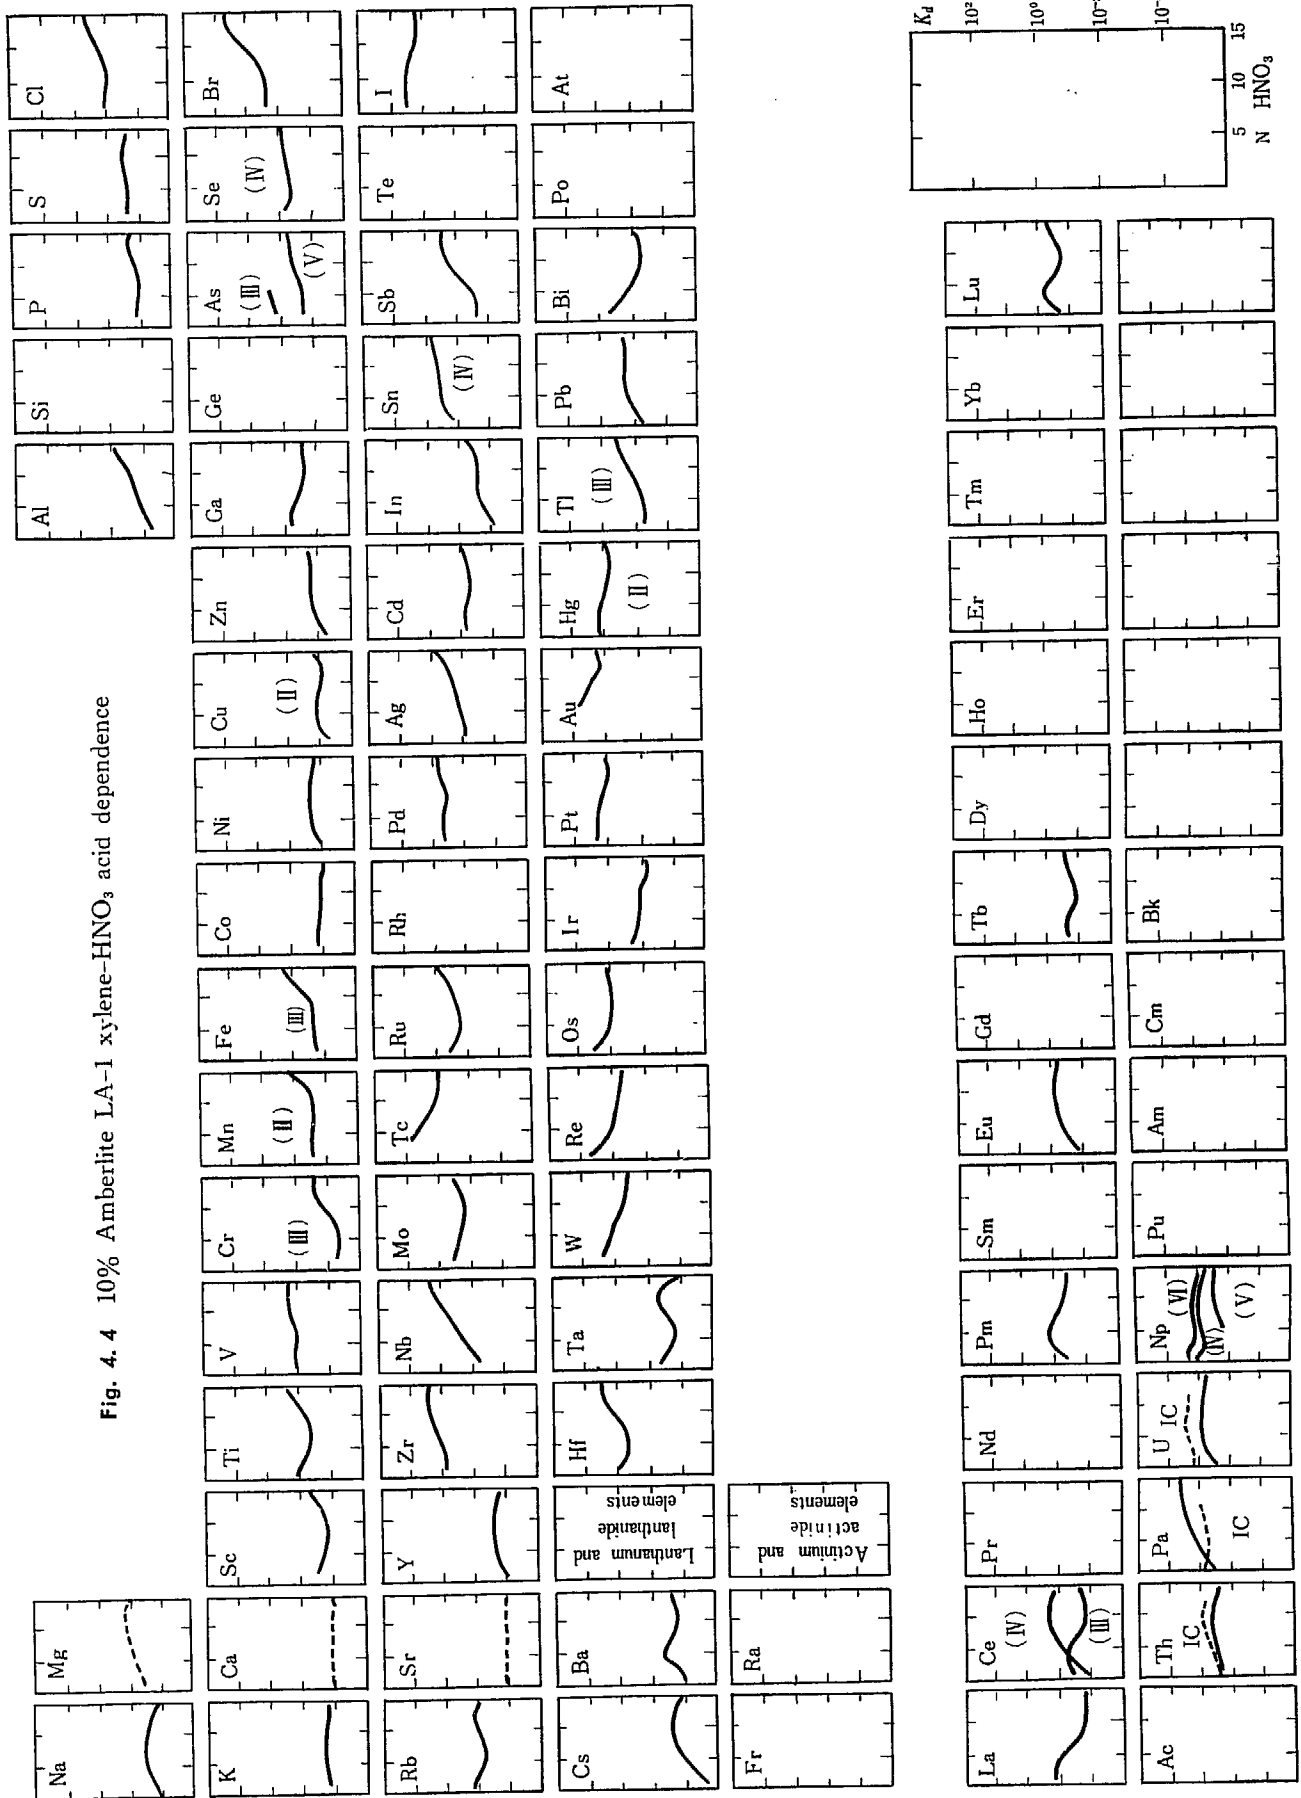 Fig. 4. 4 10% Amberlite LA-1 xylene-HNO₃ acid dependence
Na
Mg
Al
Si
P
S
Cl
K
Ca
Sc
Ti
V
Cr
(Ⅲ)
Mn
(Ⅱ)
Fe
(Ⅲ)
Co
Ni
Cu
(Ⅱ)
Zn
Ga
Ge
As
(Ⅲ)
(Ⅴ)
Se
(Ⅳ)
Br
Rb
Sr
Y
Zr
Nb
Mo
Tc
Ru
Rh
Pd
Ag
Cd
In
Sn
(Ⅳ)
Sb
Te
I
Cs
Ba
Lanthanum and
lanthanide
elements
Hf
Ta
W
Re
Os
Ir
Pt
Au
Hg
(Ⅱ)
Tl
(Ⅲ)
Pb
Bi
Po
At
Fr
Ra
Actinium and
actinide
elements
La
Ce
(Ⅳ)
(Ⅲ)
Pr
Nd
Pm
Sm
Eu
Gd
Tb
Dy
Ho
Er
Tm
Yb
Lu
Ac
Th
IC
Pa
IC
U IC
Np
(Ⅵ)
(Ⅳ)
(Ⅴ)
Pu
Am
Cm
Bk
Kd
10²
10⁰
5 10 15
N HNO₃